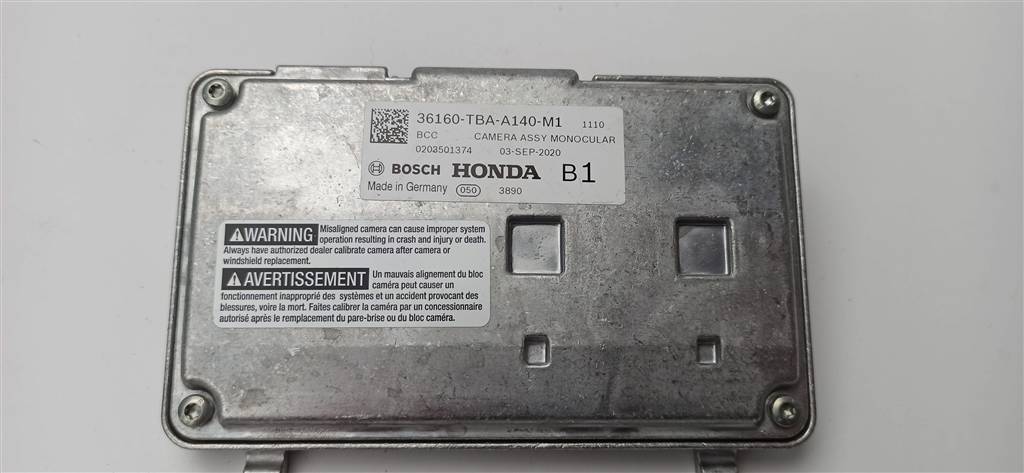 36160-TBA-A140-M1 1110
BCC CAMERA ASSY MONOCULAR
0203501374 03-SEP-2020
BOSCH HONDA B1
Made in Germany 050 3890
WARNING Misaligned camera can cause improper system
operation resulting in crash and injury or death.
Always have authorized dealer calibrate camera after camera or
windshield replacement.
AVERTISSEMENT Un mauvais alignement du bloc
caméra peut causer un
fonctionnement inapproprié des systèmes et un accident provocant des
blessures, voire la mort. Faites calibrer la caméra par un concessionnaire
autorisé après le remplacement du pare-brise ou du bloc caméra.